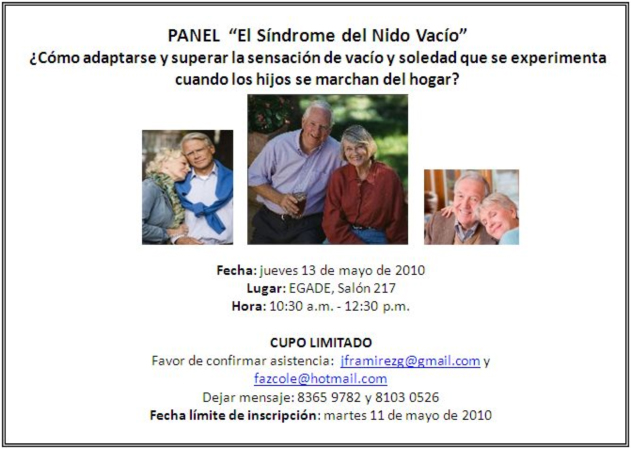 PANEL “El Síndrome del Nido Vacío”
¿Cómo adaptarse y superar la sensación de vacío y soledad que se experimenta
cuando los hijos se marchan del hogar?
Fecha: jueves 13 de mayo de 2010
Lugar: EGADE, Salón 217
Hora: 10:30 a.m. - 12:30 p.m.
CUPO LIMITADO
Favor de confirmar asistencia: jframirezg@gmail.com y
fazcole@hotmail.com
Dejar mensaje: 8365 9782 y 8103 0526
Fecha límite de inscripción: martes 11 de mayo de 2010